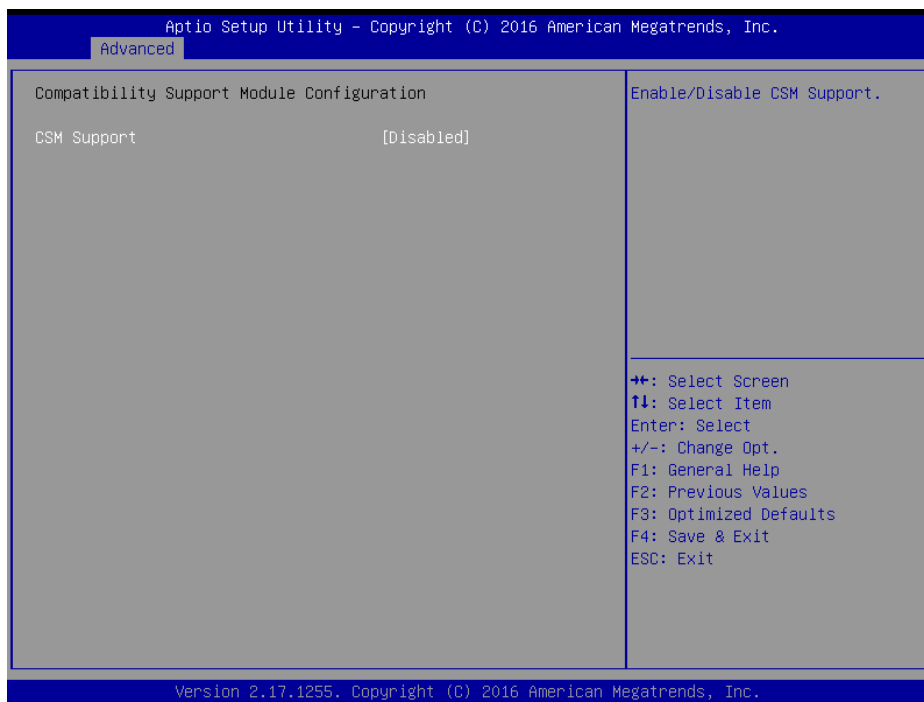 Aptio Setup Utility – Copyright (C) 2016 American Megatrends, Inc.
Advanced
Compatibility Support Module Configuration
CSM Support [Disabled]
Enable/Disable CSM Support.
→←: Select Screen
↑↓: Select Item
Enter: Select
+/-: Change Opt.
F1: General Help
F2: Previous Values
F3: Optimized Defaults
F4: Save & Exit
ESC: Exit
Version 2.17.1255. Copyright (C) 2016 American Megatrends, Inc.